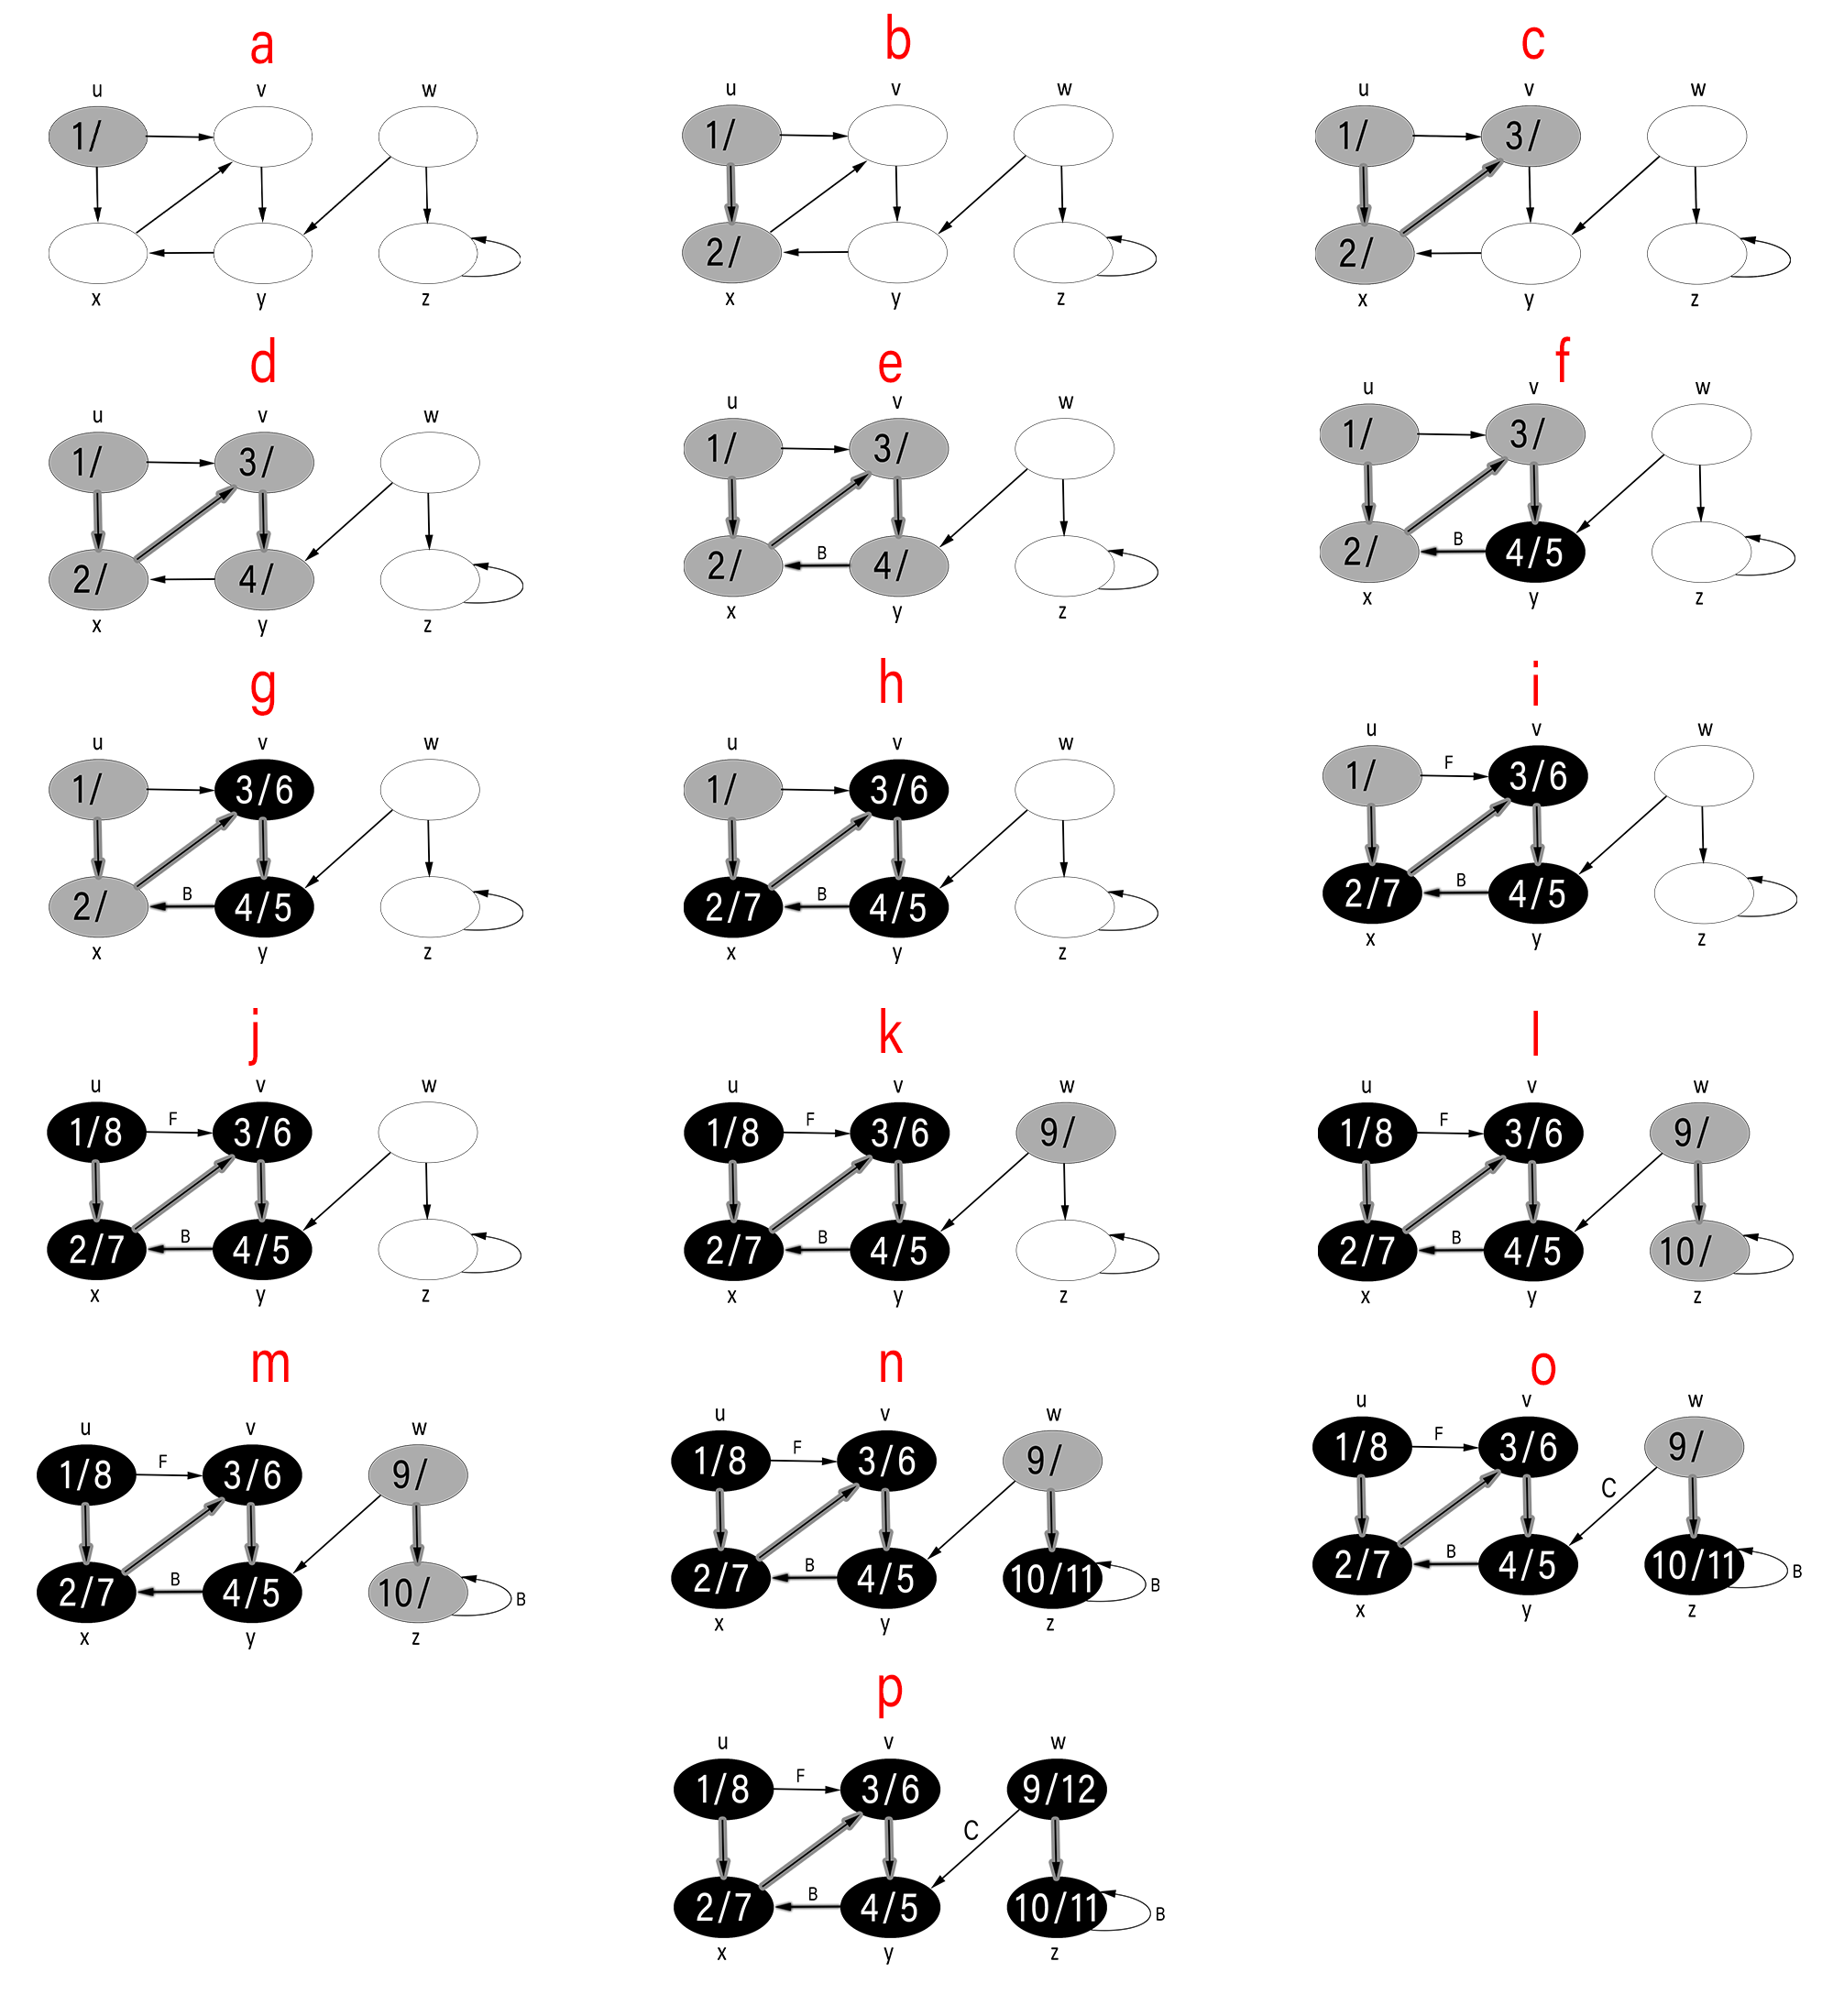 a b c
u v w u v w u v w
1/ 1/ 1/ 3/
2/ 2/
x y z x y z x y z
d e f
u v w u v w u v w
1/ 3/ 1/ 3/ 1/ 3/
2/ 4/ 2/ B 4/ 2/ B 4/5
x y z x y z x y z
g h i
u v w u v w u v w
1/ 3/6 1/ 3/6 1/ F 3/6
2/ B 4/5 2/7 B 4/5 2/7 B 4/5
x y z x y z x y z
j k l
u v w u v w u v w
1/8 F 3/6 1/8 F 3/6 9/ 1/8 F 3/6 9/
2/7 B 4/5 2/7 B 4/5 2/7 B 4/5 10/
x y z x y z x y z
m n o
u v w u v w u v w
1/8 F 3/6 9/ 1/8 F 3/6 9/ 1/8 F 3/6 9/
C
2/7 B 4/5 10/ B 2/7 B 4/5 10/11 B 2/7 B 4/5 10/11 B
x y z x y z x y z
p
u v w
1/8 F 3/6 9/12
C
2/7 B 4/5 10/11 B
x y z